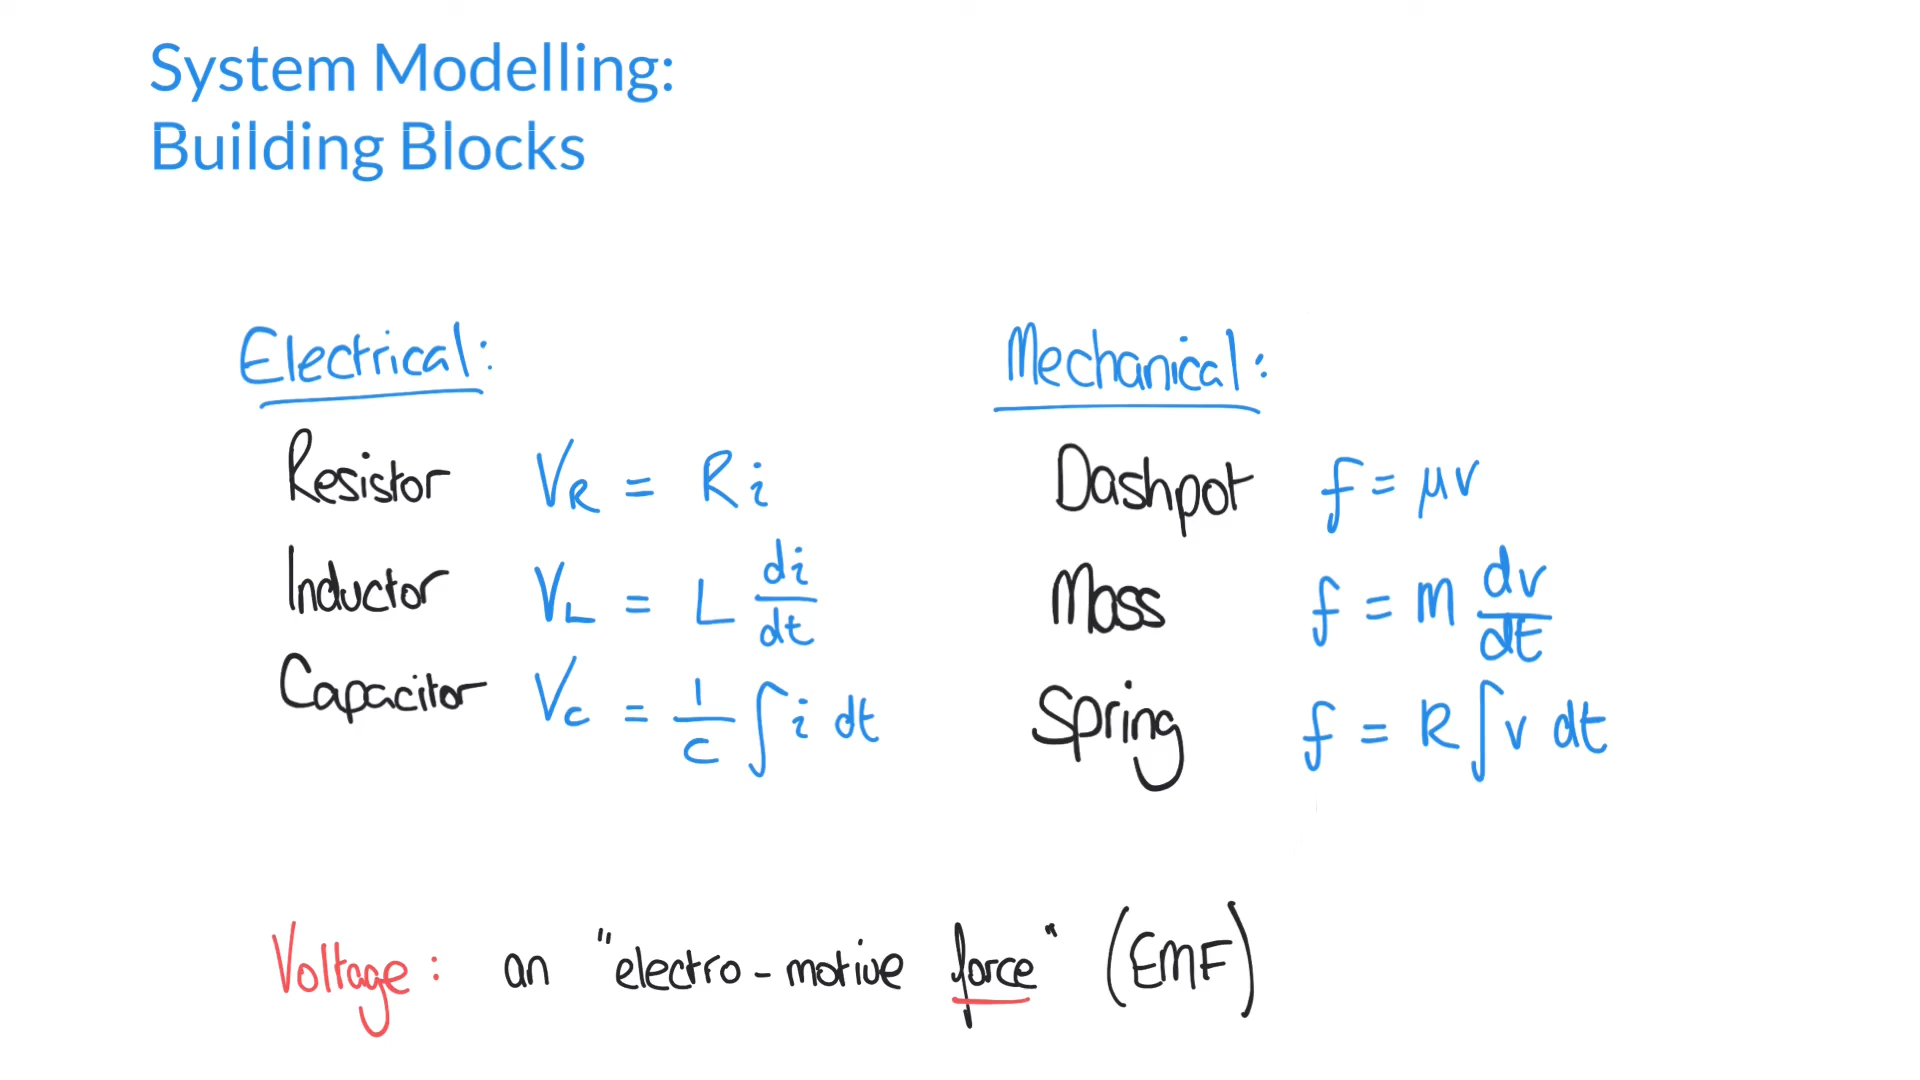 System Modelling:
Building Blocks
Electrical:
Resistor V_R = R i
Inductor V_L = L di/dt
Capacitor V_C = 1/C ∫ i dt
Mechanical:
Dashpot f = μv
Mass f = m dv/dt
Spring f = k ∫ v dt
Voltage: an "electro-motive force" (EMF)